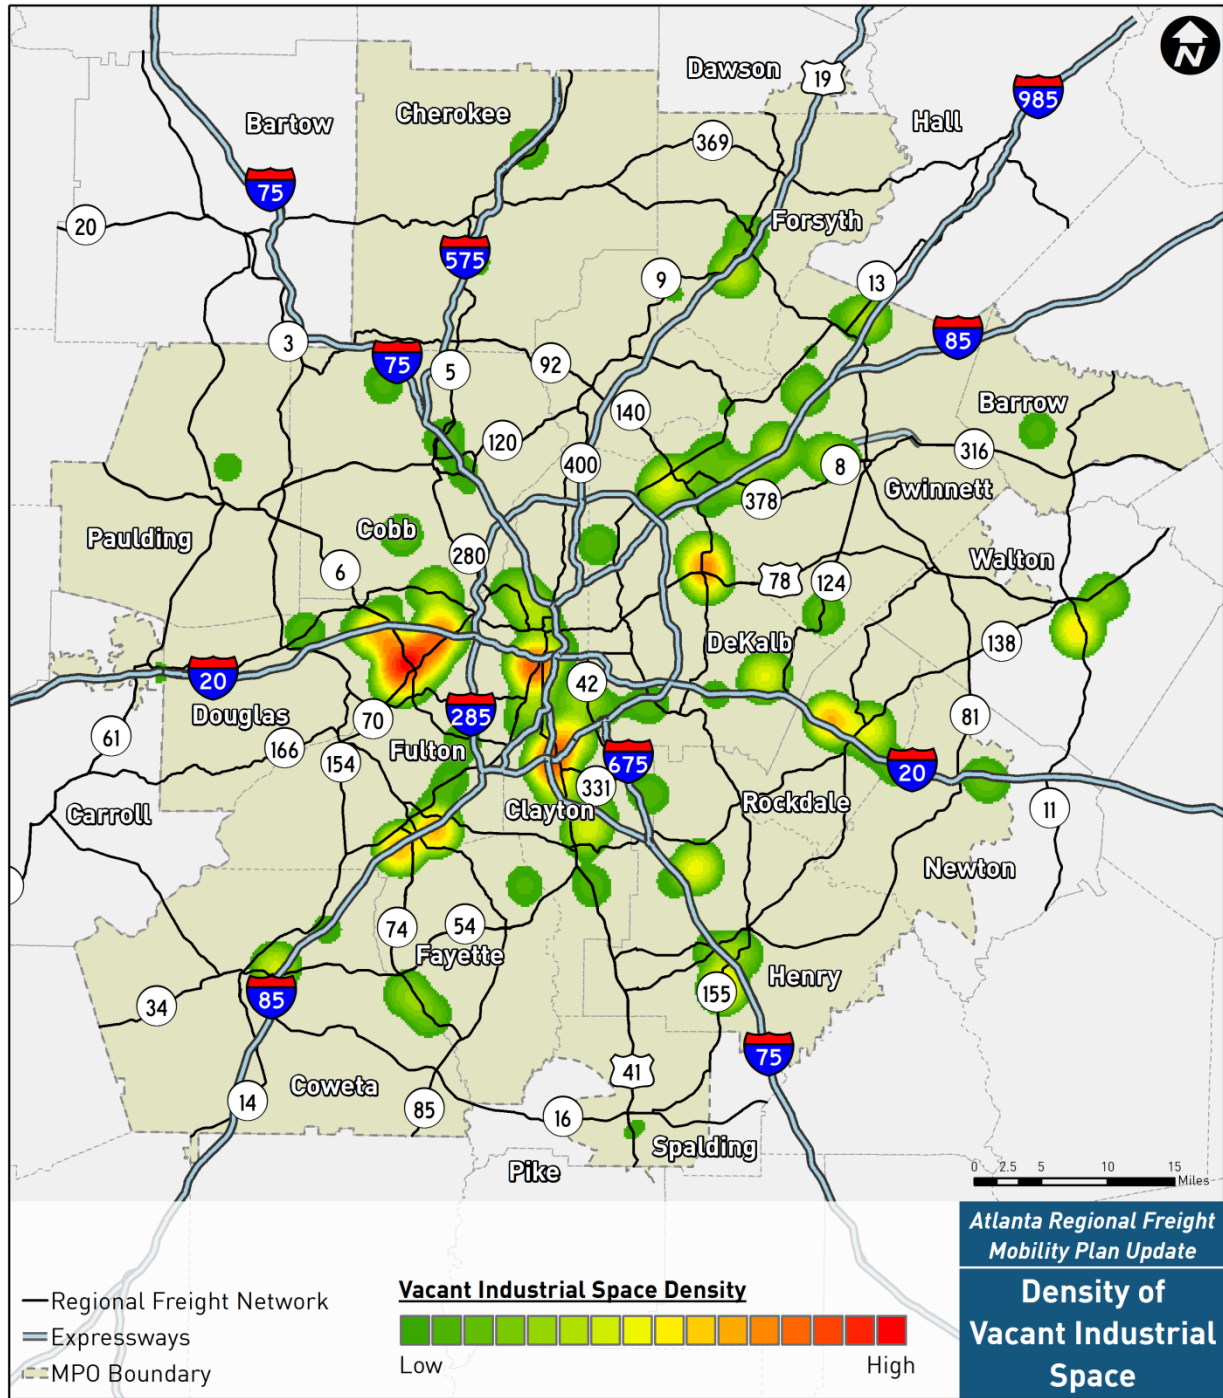 N
Dawson
19
985
Hall
Cherokee
Bartow
369
75
20
Forsyth
575
9
13
3
85
75
5
92
Barrow
140
120
400
8
316
378
Gwinnett
Cobb
Paulding
280
Walton
6
78
124
138
DeKalb
20
42
Douglas
285
70
81
61
166
Fulton
154
675
20
331
Rockdale
Carroll
Clayton
11
Newton
74
54
Fayette
Henry
155
34
85
75
41
Coweta
14
85
16
Spalding
Pike
0 2.5 5 10 15
Miles
Atlanta Regional Freight
Mobility Plan Update
Density of
Vacant Industrial
Space
Regional Freight Network
Expressways
MPO Boundary
Vacant Industrial Space Density
Low High